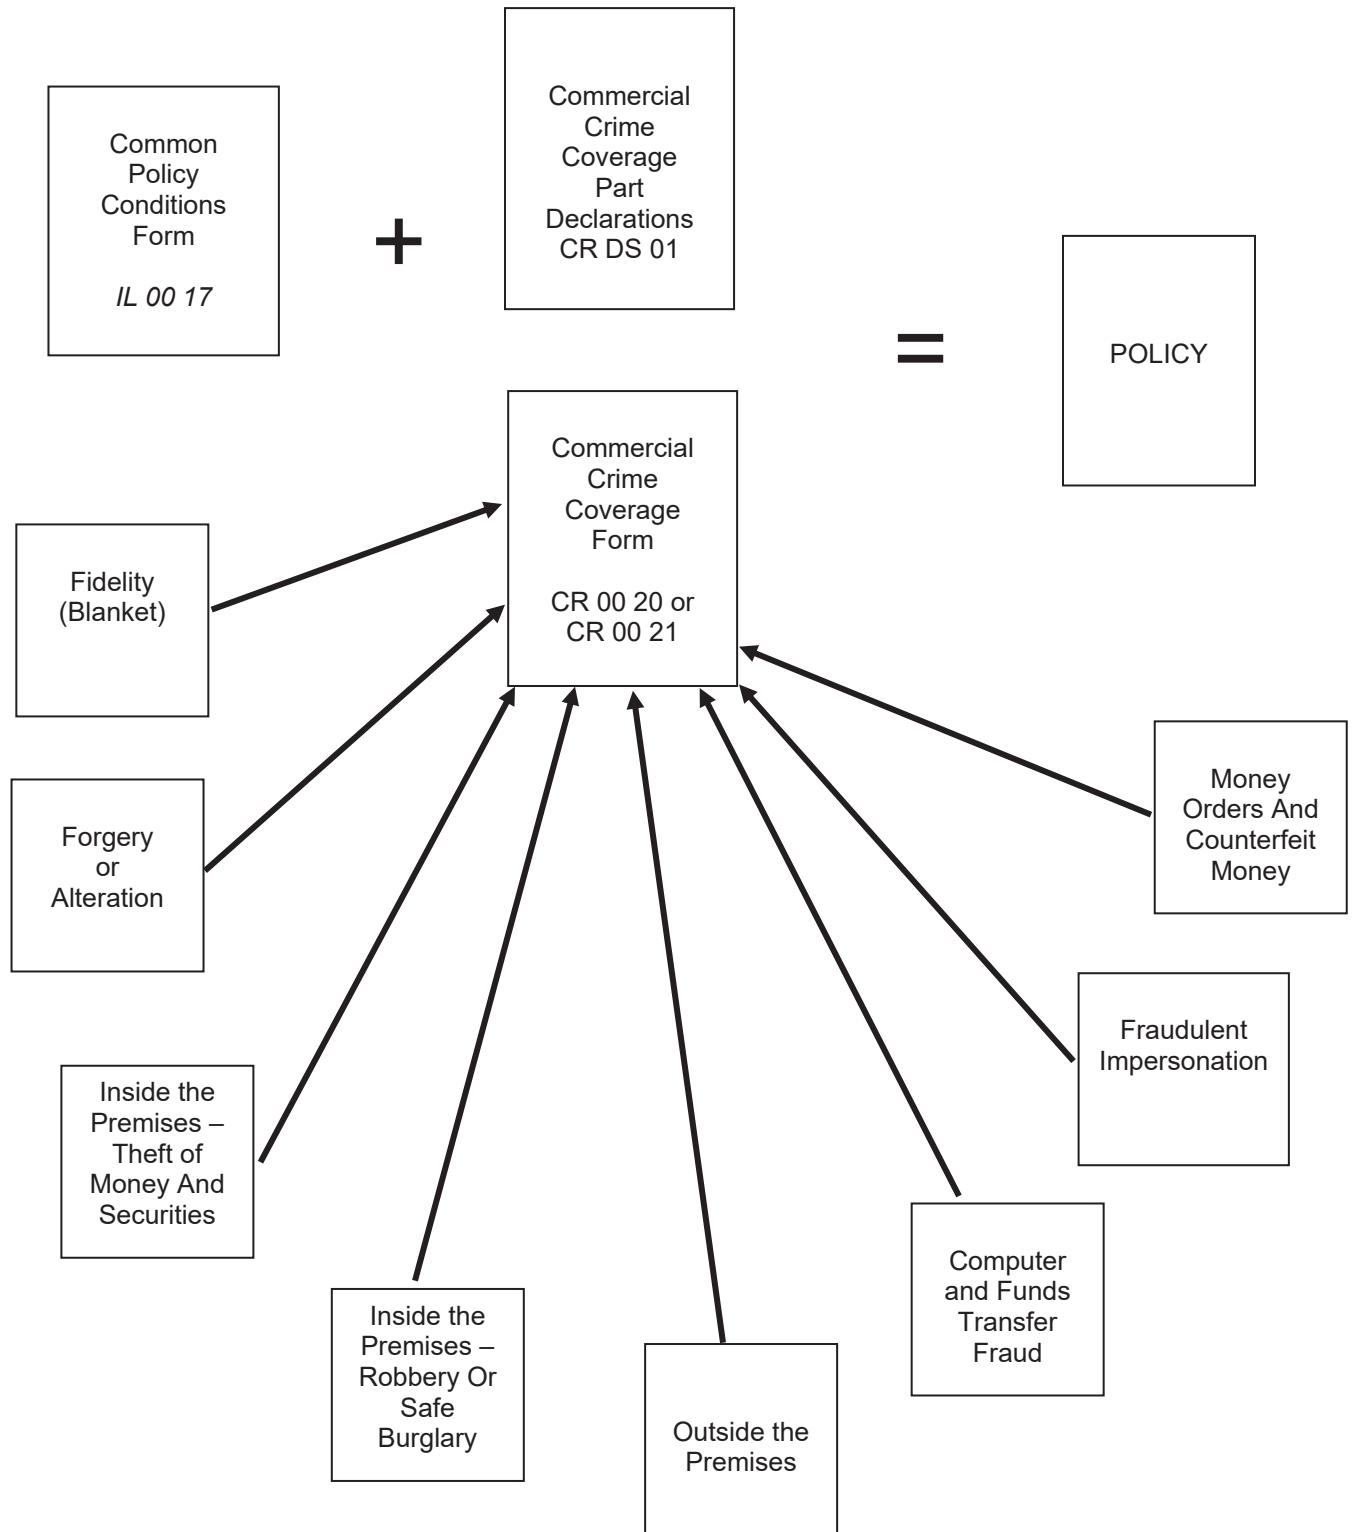 Common
Policy
Conditions
Form
IL 00 17
+
Commercial
Crime
Coverage
Part
Declarations
CR DS 01
=
POLICY
Commercial
Crime
Coverage
Form
CR 00 20 or
CR 00 21
Fidelity
(Blanket)
Forgery
or
Alteration
Inside the
Premises –
Theft of
Money And
Securities
Inside the
Premises –
Robbery Or
Safe
Burglary
Outside the
Premises
Computer
and Funds
Transfer
Fraud
Fraudulent
Impersonation
Money
Orders And
Counterfeit
Money